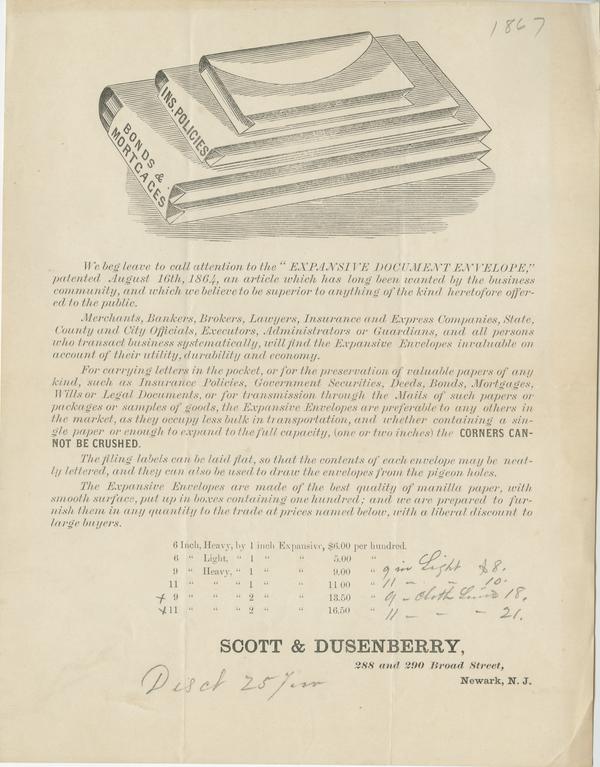 1867
BONDS &
MORTGAGES
INS. POLICIES
We beg leave to call attention to the "EXPANSIVE DOCUMENT ENVELOPE,"
patented August 16th, 1864, an article which has long been wanted by the business
community, and which we believe to be superior to anything of the kind heretofore offer-
ed to the public.
Merchants, Bankers, Brokers, Lawyers, Insurance and Express Companies, State,
County and City Officials, Executors, Administrators or Guardians, and all persons
who transact business systematically, will find the Expansive Envelopes invaluable on
account of their utility, durability and economy.
For carrying letters in the pocket, or for the preservation of valuable papers of any
kind, such as Insurance Policies, Government Securities, Deeds, Bonds, Mortgages,
Wills or Legal Documents, or for transmission through the Mails of such papers or
packages or samples of goods, the Expansive Envelopes are preferable to any others in
the market, as they occupy less bulk in transportation, and whether containing a sin-
gle paper or enough to expand to the full capacity, (one or two inches) the CORNERS CAN-
NOT BE CRUSHED.
The filing labels can be laid flat, so that the contents of each envelope may be neat-
ly lettered, and they can also be used to draw the envelopes from the pigeon holes.
The Expansive Envelopes are made of the best quality of manilla paper, with
smooth surface, put up in boxes containing one hundred; and we are prepared to fur-
nish them in any quantity to the trade at prices named below, with a liberal discount to
large buyers.
6 Inch, Heavy, by 1 inch Expansive, $6.00 per hundred.
6 " Light, " 1 " " 5.00 "
9 " Heavy, " 1 " " 9.00 " 9 in Light $8.
11 " " " 1 " " 11 00 " 11 - - 10.
x 9 " " " 2 " " 13.50 " 9 - Cloth Lined 18.
x 11 " " " 2 " " 16.50 " 11 - - - 21.
SCOTT & DUSENBERRY,
288 and 290 Broad Street,
Newark, N. J.
Disct 25